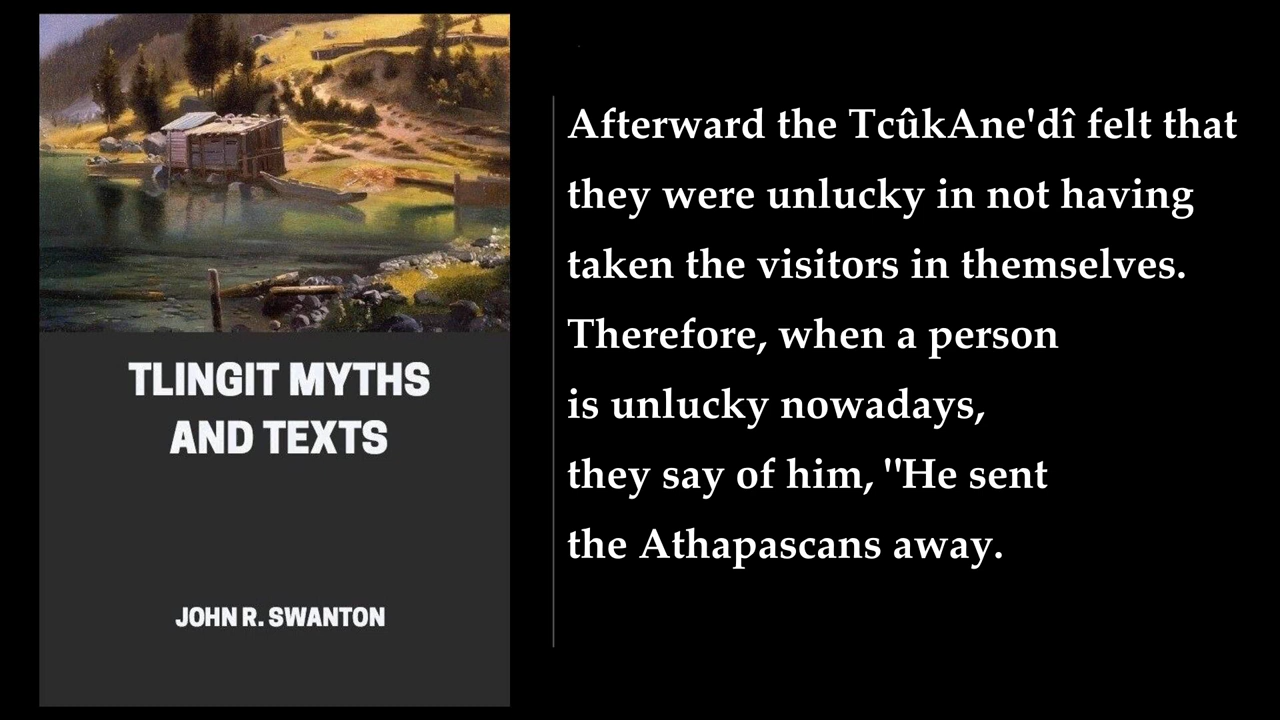 TLINGIT MYTHS
AND TEXTS
JOHN R. SWANTON
Afterward the TcûkAne'dî felt that
they were unlucky in not having
taken the visitors in themselves.
Therefore, when a person
is unlucky nowadays,
they say of him, "He sent
the Athapascans away.